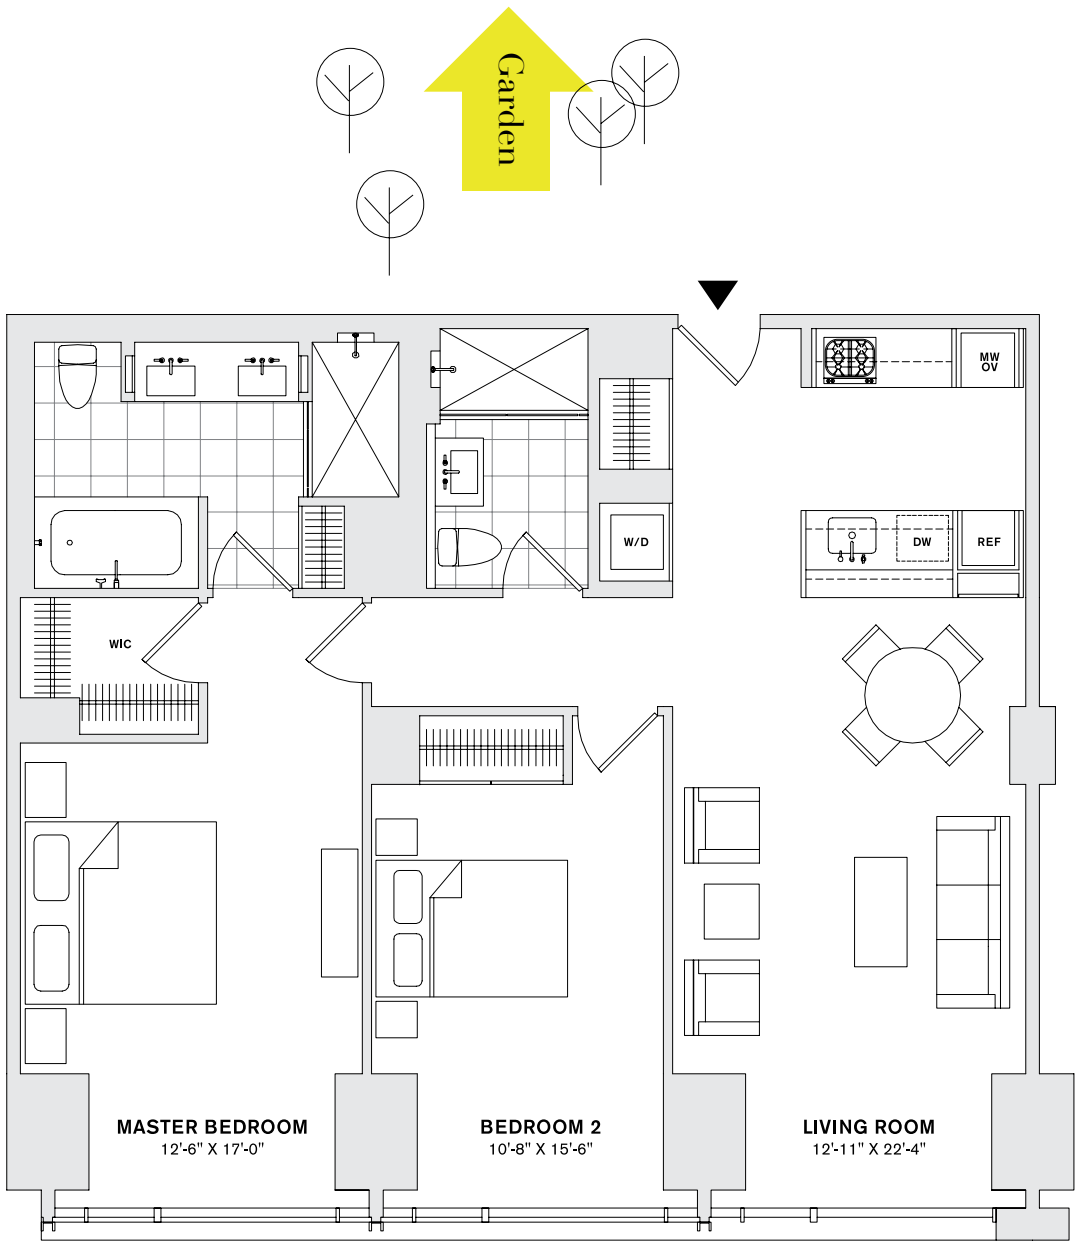 Garden
MW
OV
W/D
DW
REF
WIC
MASTER BEDROOM
12'-6" X 17'-0"
BEDROOM 2
10'-8" X 15'-6"
LIVING ROOM
12'-11" X 22'-4"